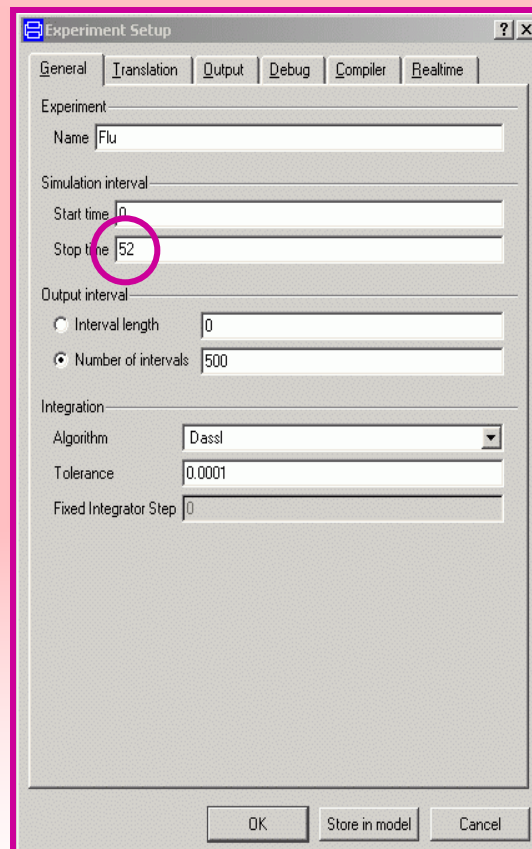 Experiment Setup
General Translation Output Debug Compiler Realtime
Experiment
Name Flu
Simulation interval
Start time 0
Stop time 52
Output interval
Interval length 0
Number of intervals 500
Integration
Algorithm Dassl
Tolerance 0.0001
Fixed Integrator Step 0
OK Store in model Cancel